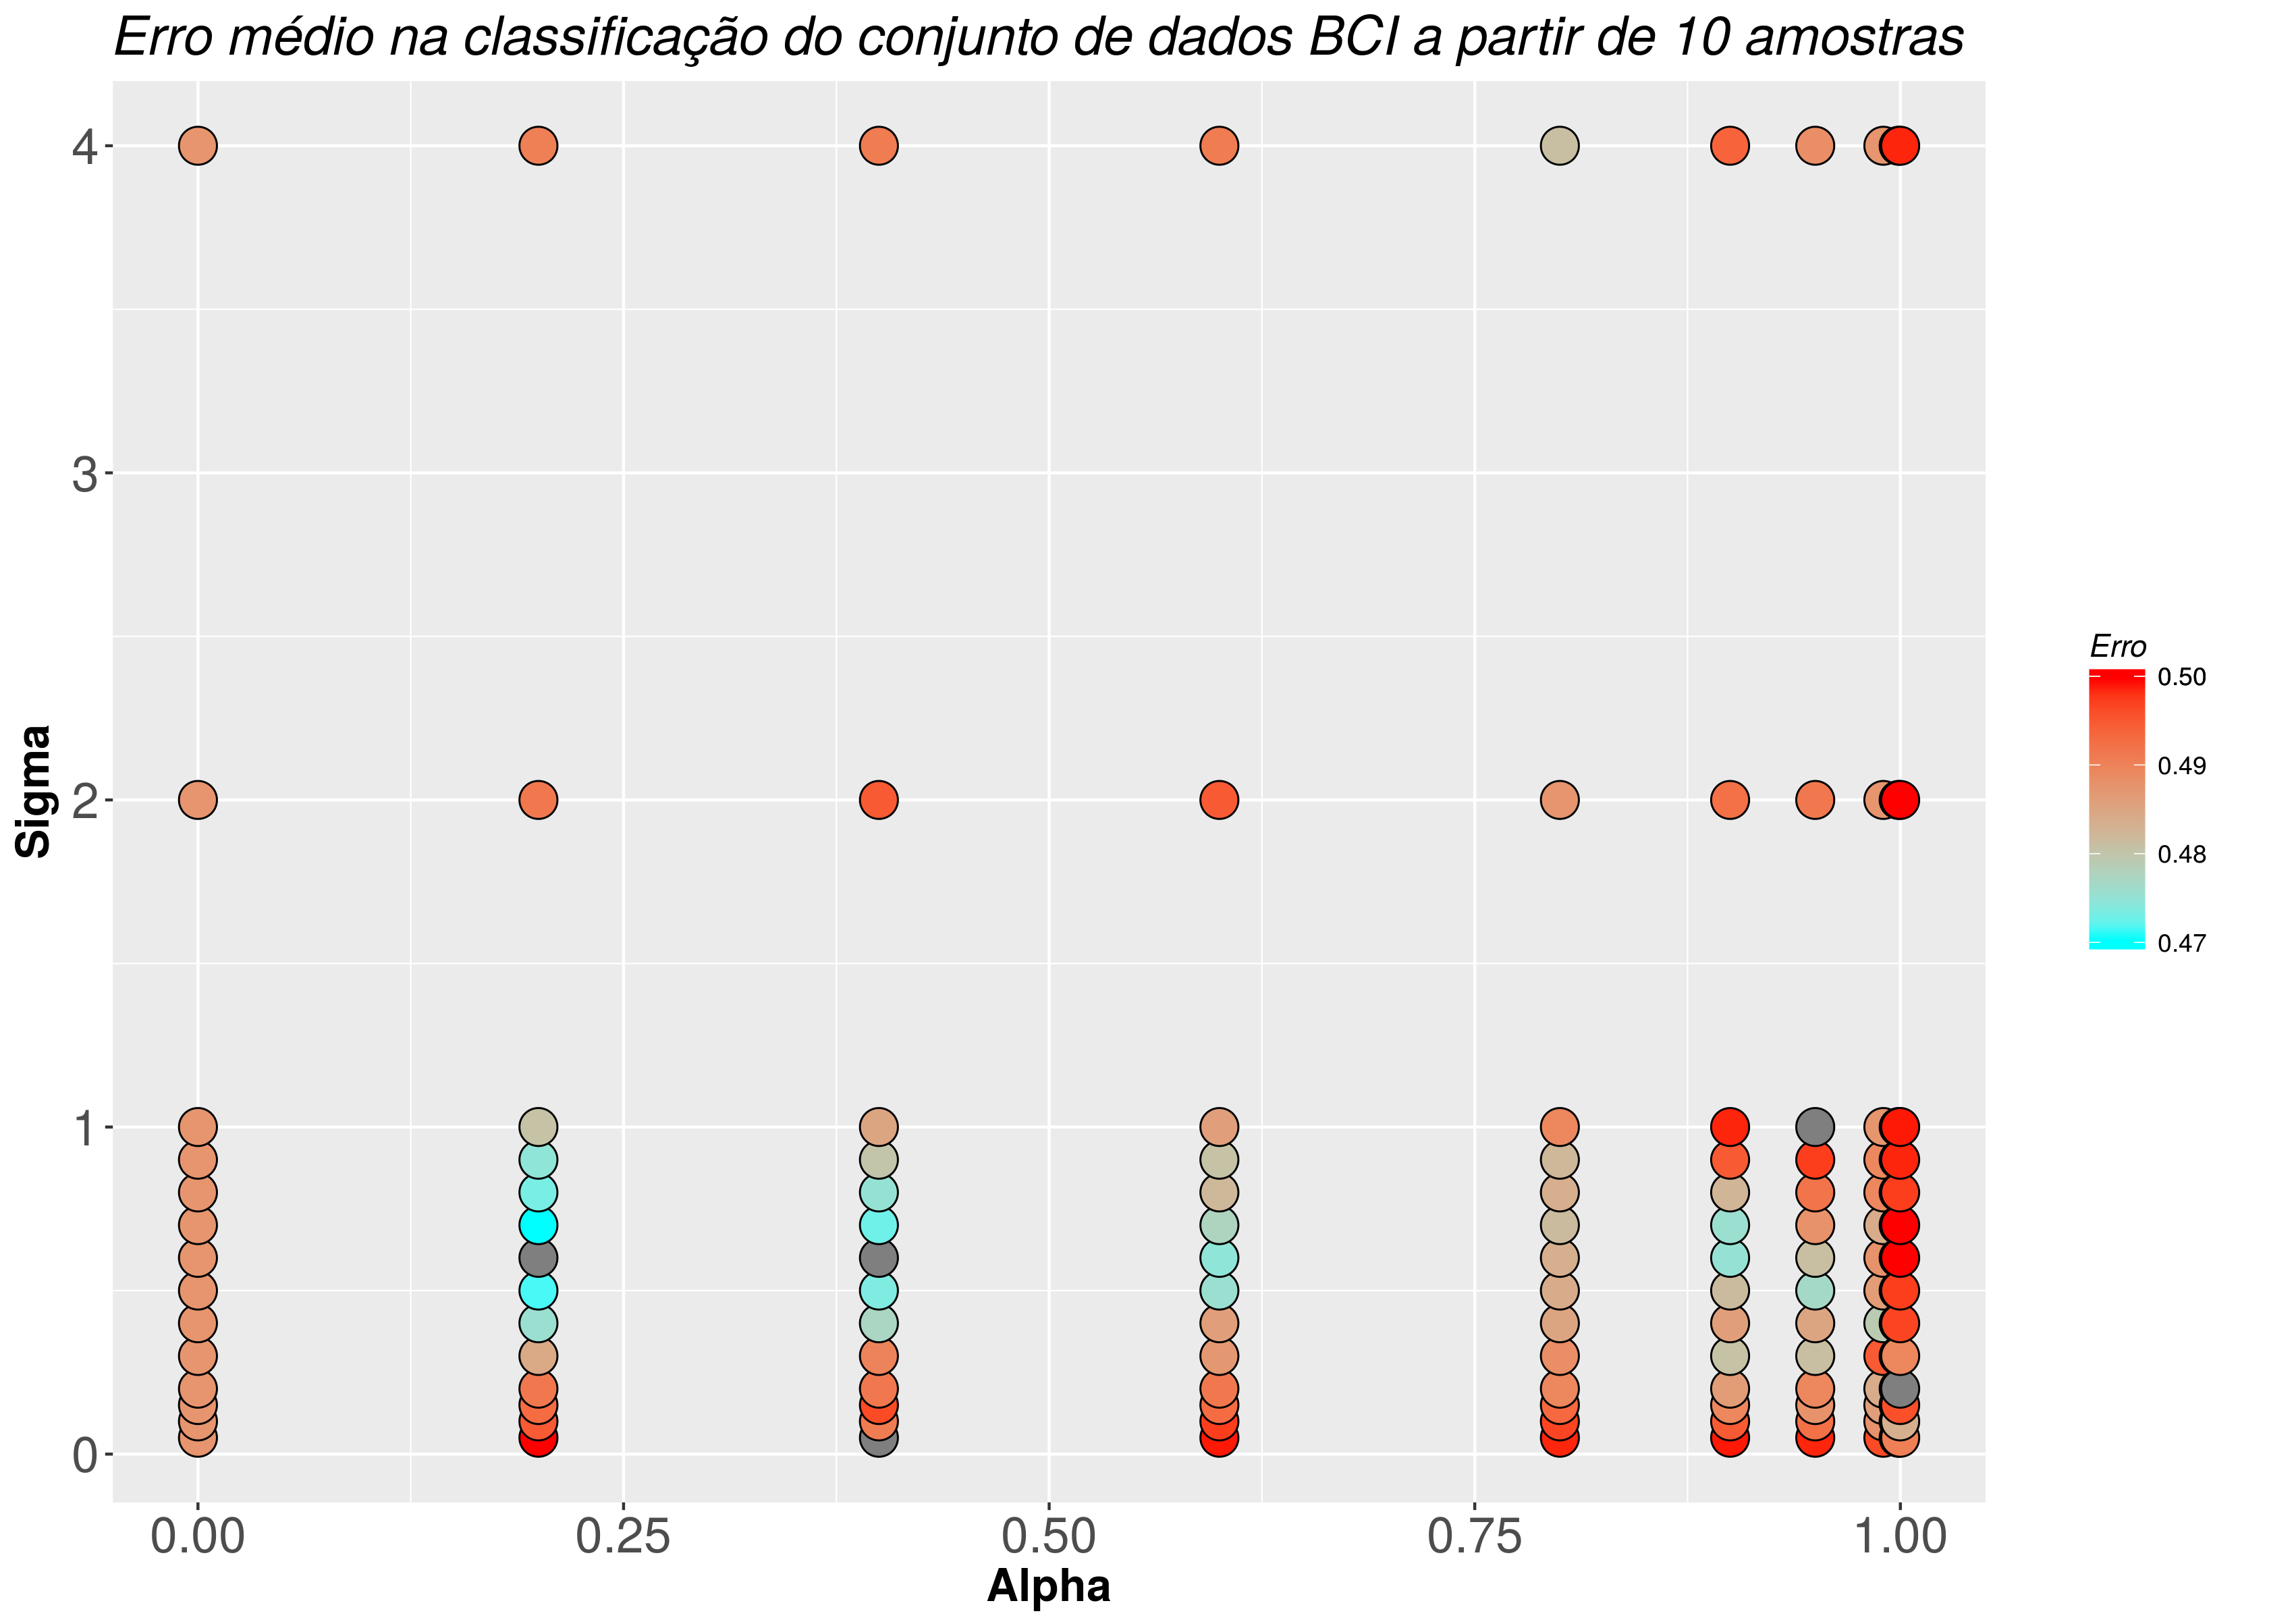 Erro médio na classificação do conjunto de dados BCI a partir de 10 amostras
4
3
2
1
0
Sigma
0.00 0.25 0.50 0.75 1.00
Alpha
Erro
0.50
0.49
0.48
0.47